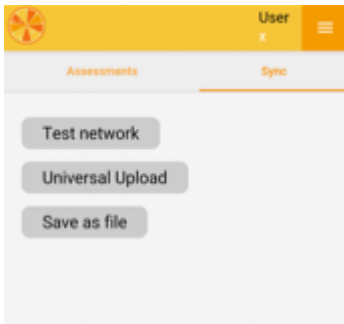 User
x
Assessments Sync
Test network
Universal Upload
Save as file